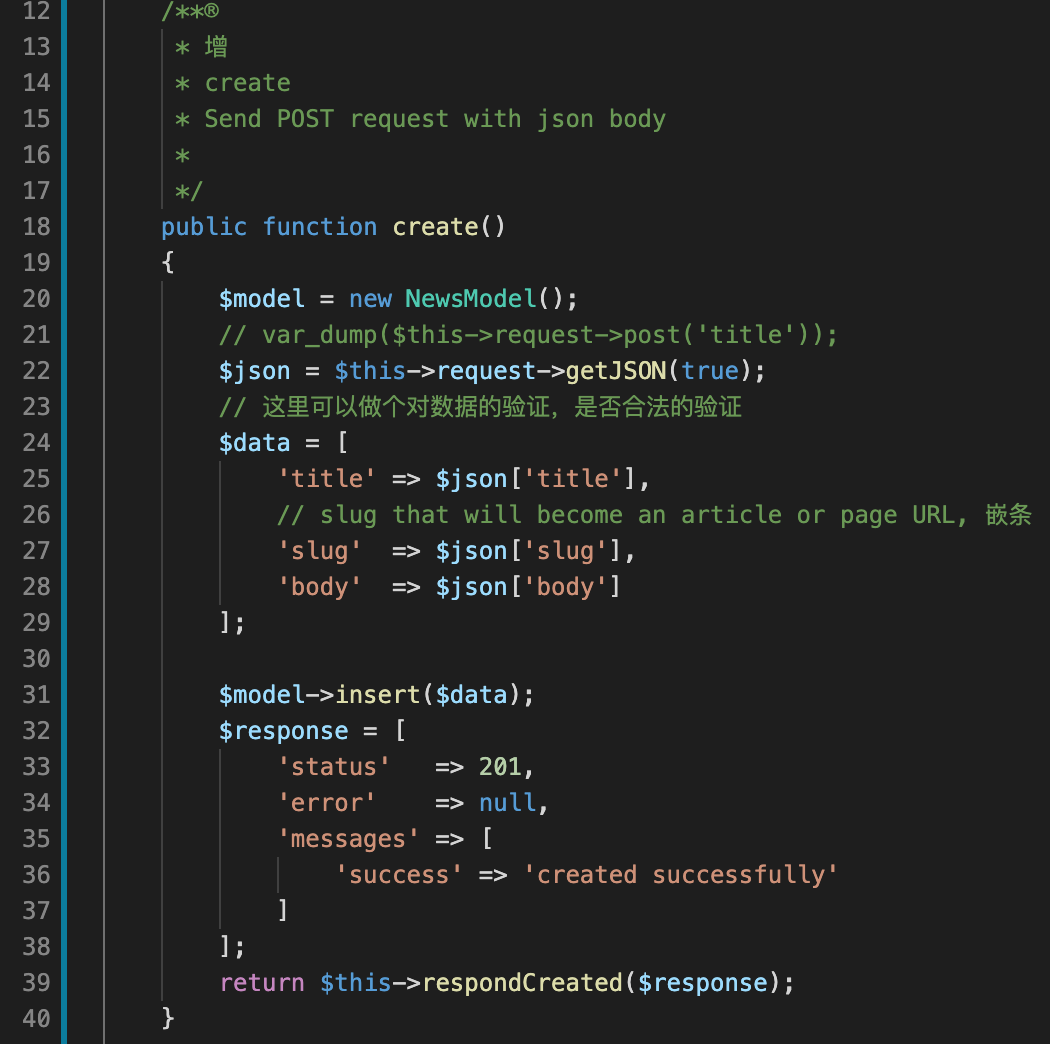 12 /**®
13 * 增
14 * create
15 * Send POST request with json body
16 *
17 */
18 public function create()
19 {
20 $model = new NewsModel();
21 // var_dump($this->request->post('title'));
22 $json = $this->request->getJSON(true);
23 // 这里可以做个对数据的验证，是否合法的验证
24 $data = [
25 'title' => $json['title'],
26 // slug that will become an article or page URL, 嵌条
27 'slug'  => $json['slug'],
28 'body'  => $json['body']
29 ];
30
31 $model->insert($data);
32 $response = [
33 'status'   => 201,
34 'error'    => null,
35 'messages' => [
36 'success' => 'created successfully'
37 ]
38 ];
39 return $this->respondCreated($response);
40 }